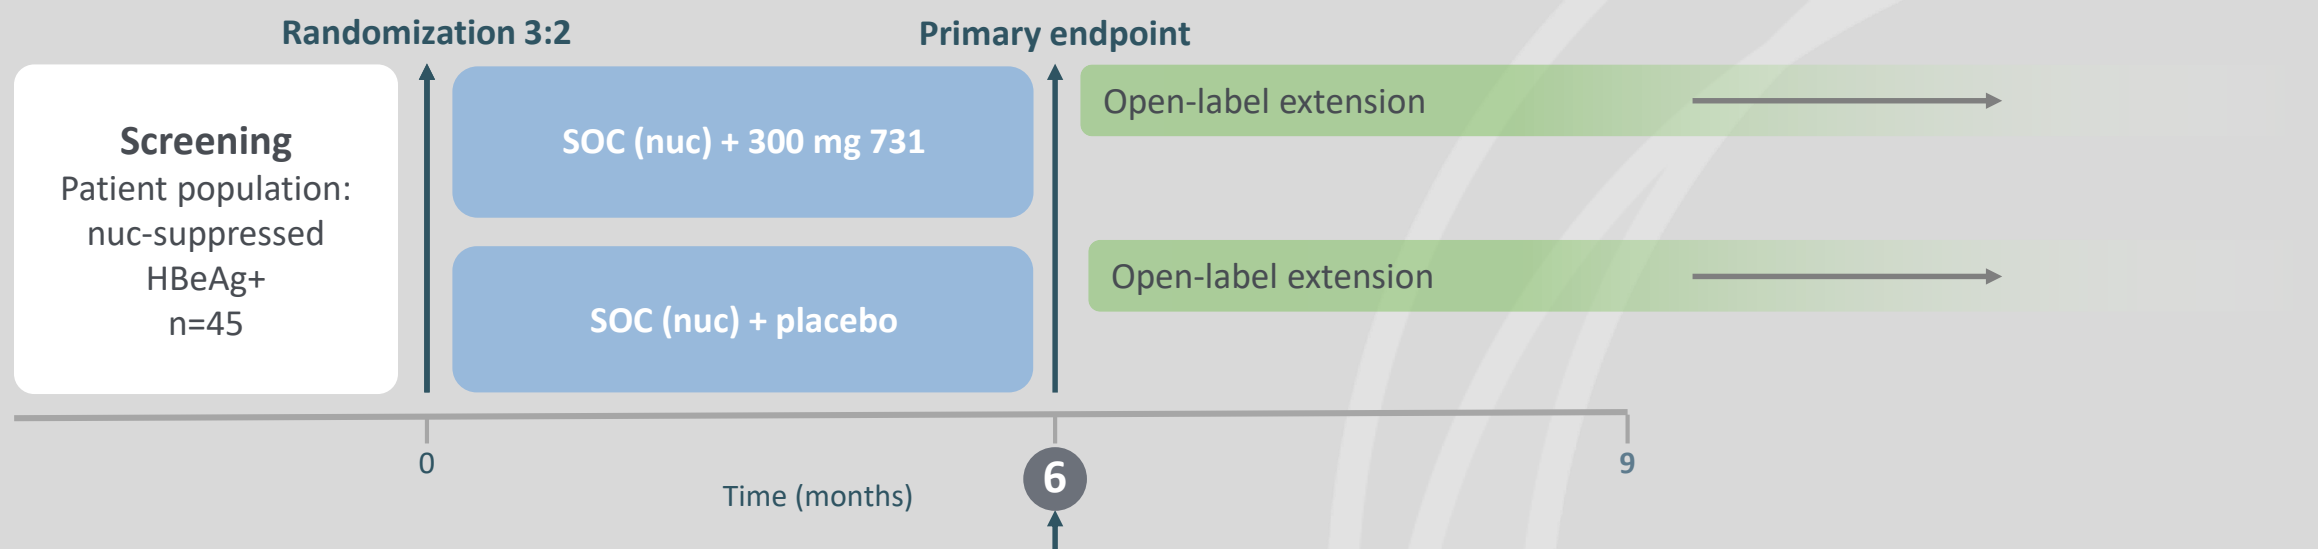 Randomization 3:2
Primary endpoint
Screening
Patient population:
nuc-suppressed
HBeAg+
n=45
SOC (nuc) + 300 mg 731
SOC (nuc) + placebo
Open-label extension
Open-label extension
0
6
9
Time (months)